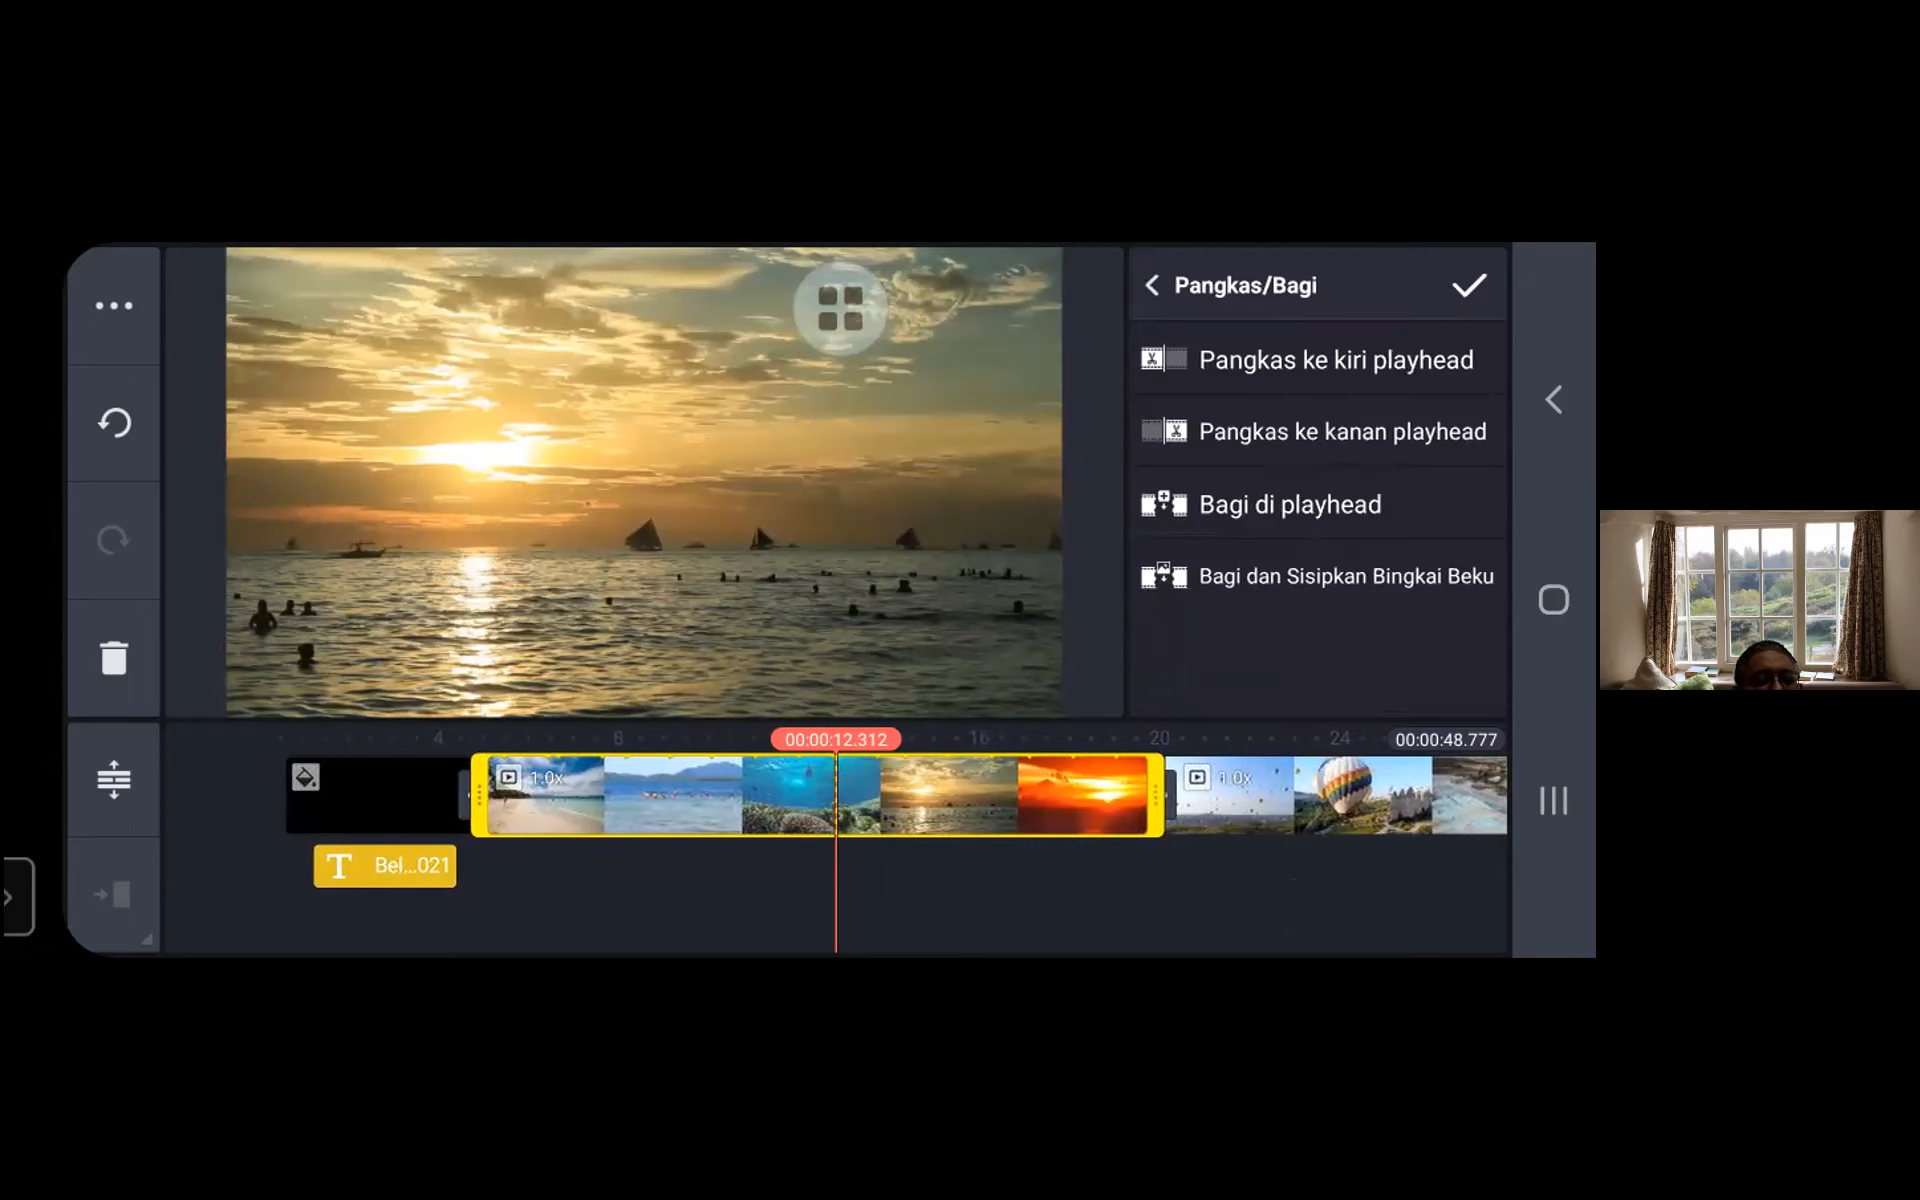 Pangkas/Bagi
Pangkas ke kiri playhead
Pangkas ke kanan playhead
Bagi di playhead
Bagi dan Sisipkan Bingkai Beku
4
8
00:00:12.312
16
20
24
00:00:48.777
1.0x
1.0x
T Bel...021